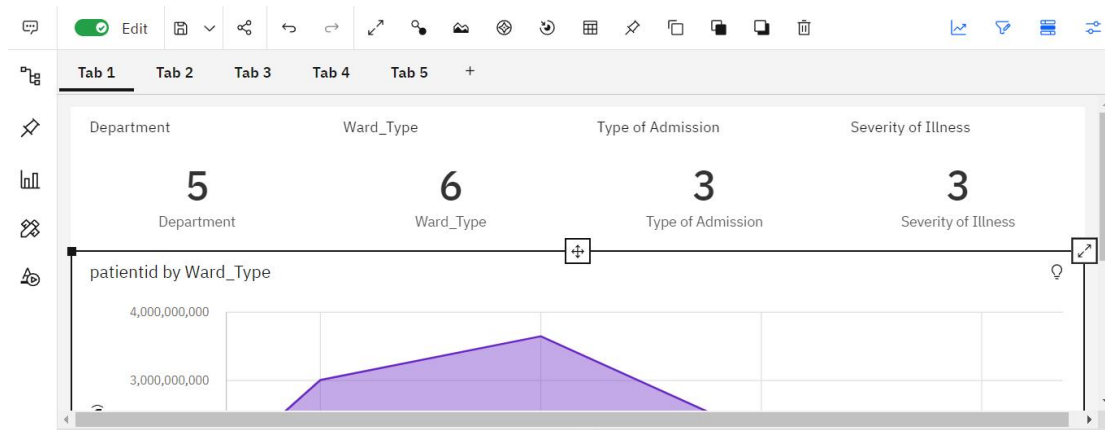 Edit
Tab 1 Tab 2 Tab 3 Tab 4 Tab 5 +
Department Ward_Type Type of Admission Severity of Illness
5 6 3 3
Department Ward_Type Type of Admission Severity of Illness
patientid by Ward_Type
4,000,000,000
3,000,000,000